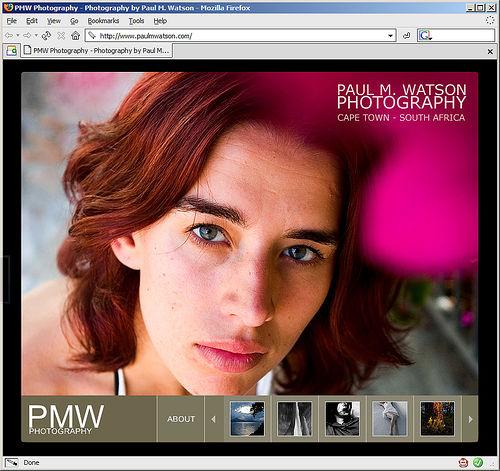 PMW Photography - Photography by Paul M. Watson - Mozilla Firefox
File Edit View Go Bookmarks Tools Help
http://www.paulmwatson.com/
PMW Photography - Photography by Paul M...
PAUL M. WATSON
PHOTOGRAPHY
CAPE TOWN - SOUTH AFRICA
PMW
PHOTOGRAPHY
ABOUT
Done